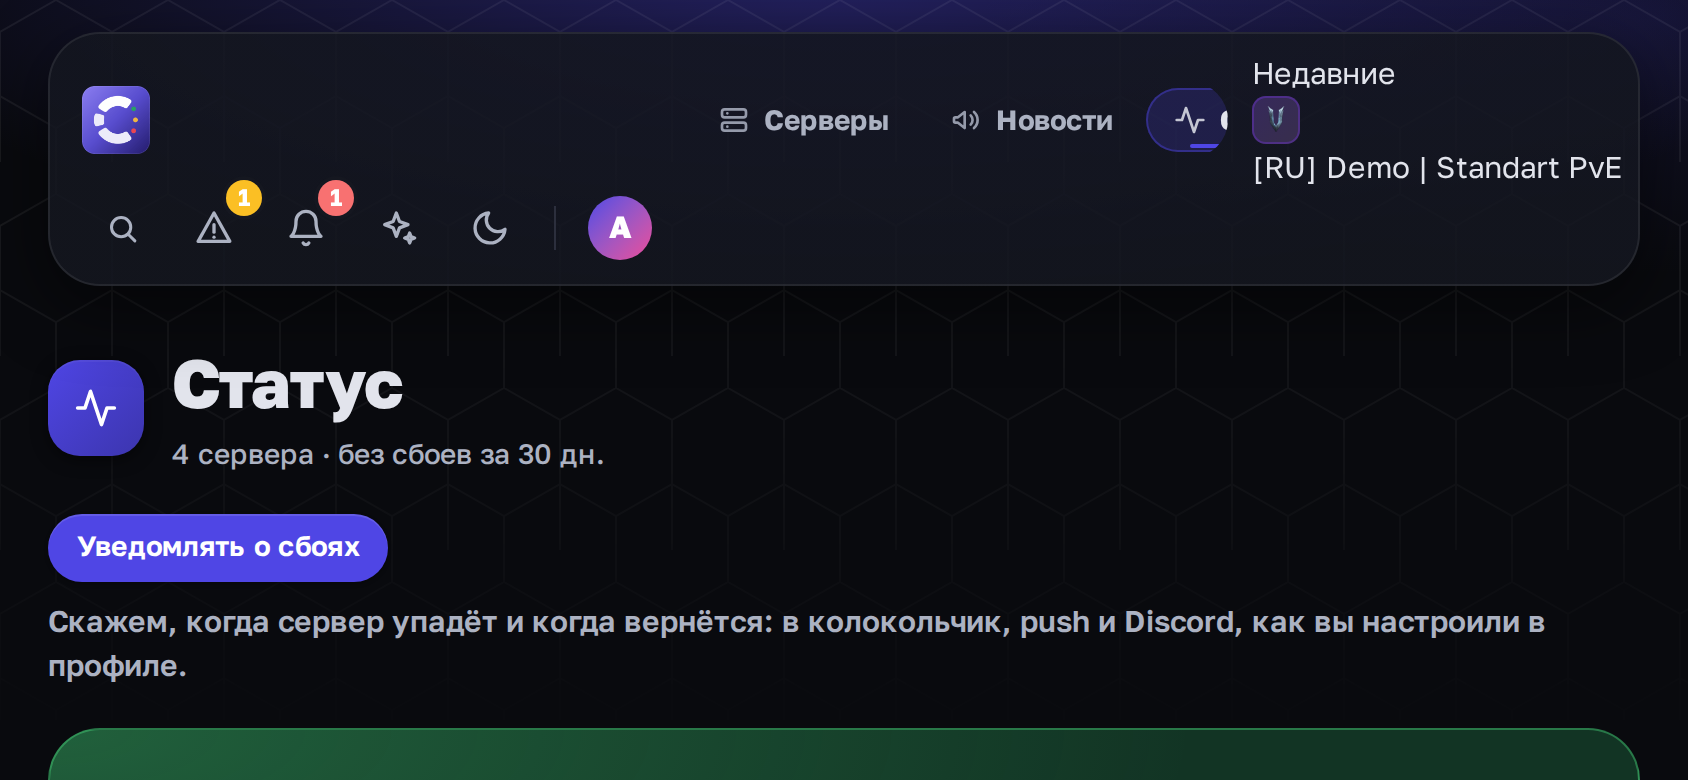 Серверы
Новости
Недавние
[RU] Demo | Standart PvE
1
1
A
Статус
4 сервера · без сбоев за 30 дн.
Уведомлять о сбоях
Скажем, когда сервер упадёт и когда вернётся: в колокольчик, push и Discord, как вы настроили в
профиле.